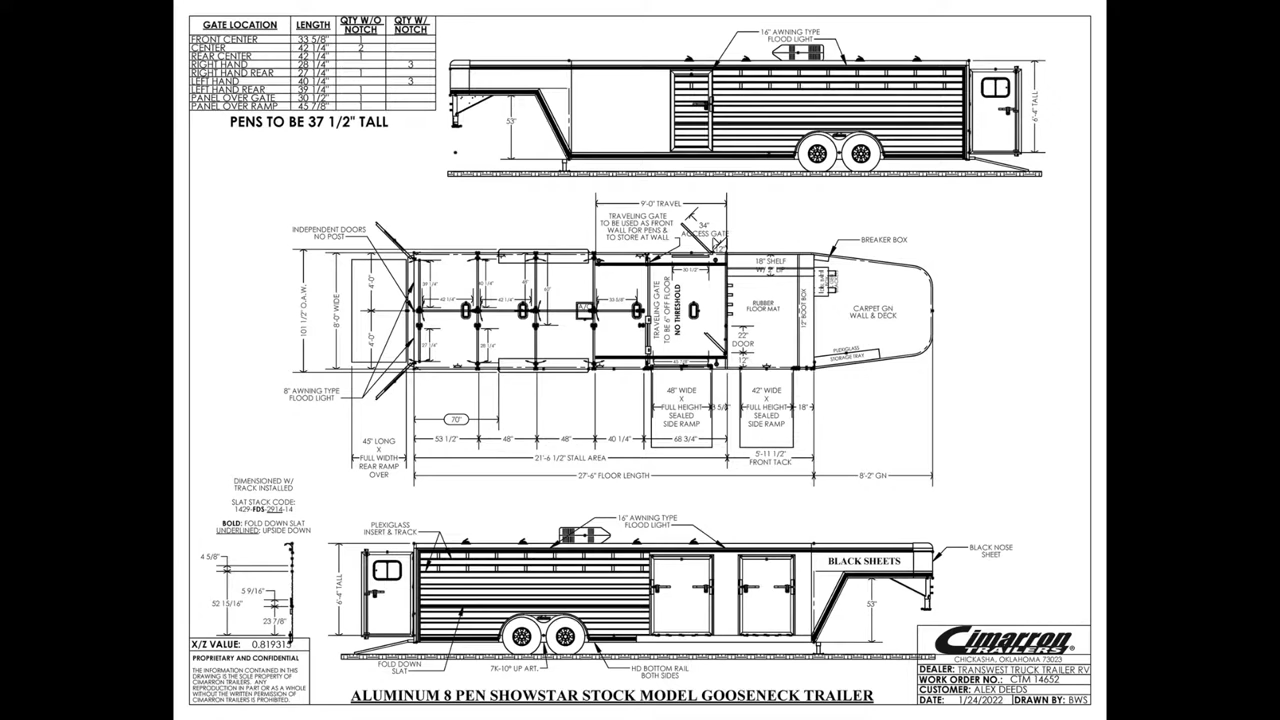 GATE LOCATION LENGTH QTY W/O NOTCH QTY W/ NOTCH
FRONT CENTER 33 5/8" 1
CENTER 42 1/4" 2
REAR CENTER 42 1/4" 1
RIGHT HAND 28 1/4" 3
RIGHT HAND REAR 27 1/4" 1
LEFT HAND 40 1/4" 3
LEFT HAND REAR 39 1/4" 1
PANEL OVER GATE 30 1/2" 1
PANEL OVER RAMP 45 7/8" 1
PENS TO BE 37 1/2" TALL
16" AWNING TYPE
FLOOD LIGHT
53"
6'-4" TALL
9'-0" TRAVEL
TRAVELING GATE
TO BE USED AS FRONT
WALL FOR PENS &
TO STORE AT WALL
34"
ACCESS GATE
INDEPENDENT DOORS
NO POST
BREAKER BOX
18" SHELF
101 1/2" O.A.W.
8'-0" WIDE
4'-0"
4'-0"
TRAVELING GATE
TO BE 6" OFF FLOOR
NO THRESHOLD
RUBBER
FLOOR MAT
12" BOOT BOX
CARPET GN
WALL & DECK
22"
DOOR
12"
PLEXIGLASS
STORAGE TRAY
8" AWNING TYPE
FLOOD LIGHT
48" WIDE
X
FULL HEIGHT
SEALED
SIDE RAMP
42" WIDE
X
FULL HEIGHT
SEALED
SIDE RAMP
18"
70"
45" LONG
X
FULL WIDTH
REAR RAMP
OVER
53 1/2"
48"
48"
40 1/4"
68 3/4"
21'-6 1/2" STALL AREA
5'-11 1/2"
FRONT TACK
27'-6" FLOOR LENGTH
8'-2" GN
DIMENSIONED W/
TRACK INSTALLED
SLAT STACK CODE:
1429-FDS-2914-14
BOLD: FOLD DOWN SLAT
UNDERLINED: UPSIDE DOWN
4 5/8"
5 9/16"
52 15/16"
23 7/8"
X/Z VALUE: 0.819313
PLEXIGLASS
INSERT & TRACK
16" AWNING TYPE
FLOOD LIGHT
6'-4" TALL
BLACK SHEETS
BLACK NOSE
SHEET
53"
FOLD DOWN
SLAT
7K-10° UP ART.
HD BOTTOM RAIL
BOTH SIDES
PROPRIETARY AND CONFIDENTIAL
THE INFORMATION CONTAINED IN THIS
DRAWING IS THE SOLE PROPERTY OF
CIMARRON TRAILERS. ANY
REPRODUCTION IN PART OR AS A WHOLE
WITHOUT THE WRITTEN PERMISSION OF
CIMARRON TRAILERS IS PROHIBITED.
ALUMINUM 8 PEN SHOWSTAR STOCK MODEL GOOSENECK TRAILER
Cimarron
TRAILERS
CHICKASHA, OKLAHOMA 73023
DEALER: TRANSWEST TRUCK TRAILER RV
WORK ORDER NO.: CTM 14652
CUSTOMER: ALEX DEEDS
DATE: 1/24/2022 DRAWN BY: BWS